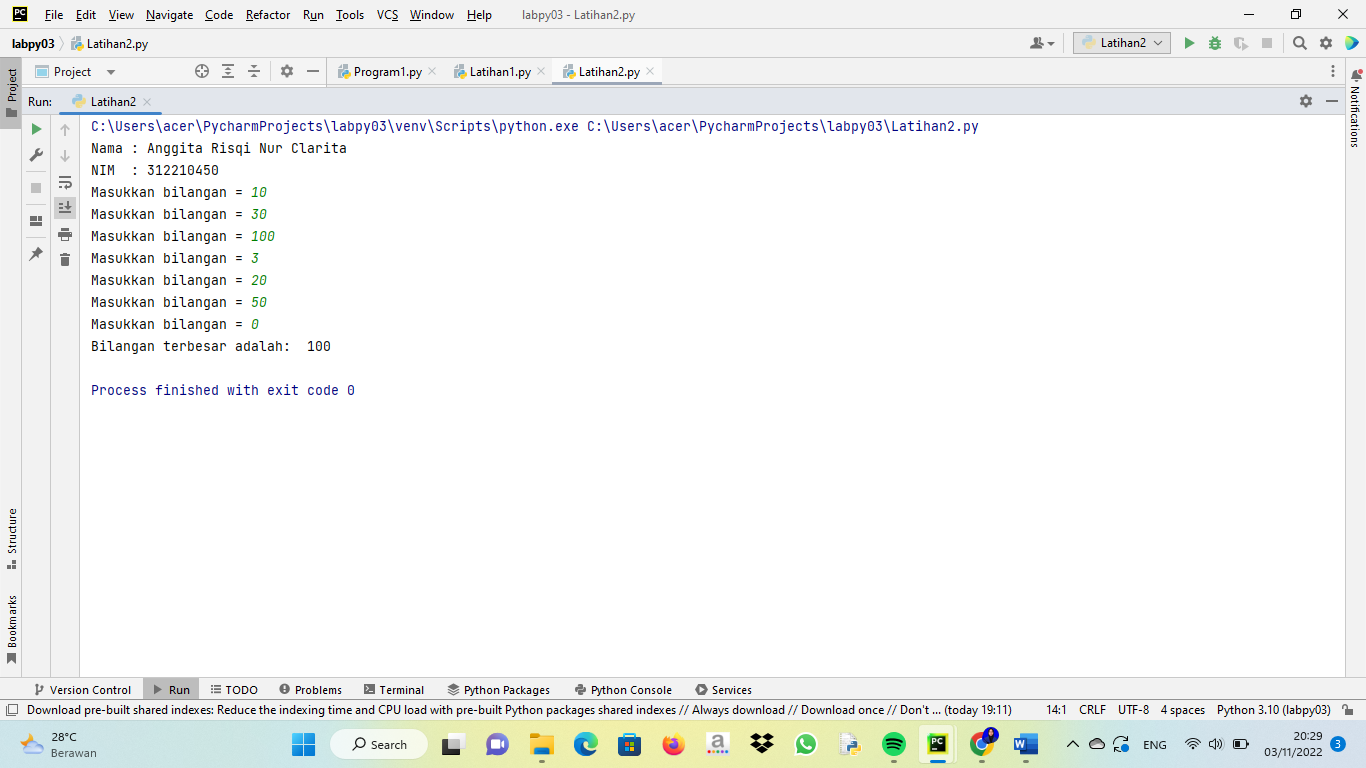 File Edit View Navigate Code Refactor Run Tools VCS Window Help labpy03 - Latihan2.py
labpy03 Latihan2.py Latihan2
Project Program1.py Latihan1.py Latihan2.py
Project
Notifications
Run: Latihan2
C:\Users\acer\PycharmProjects\labpy03\venv\Scripts\python.exe C:\Users\acer\PycharmProjects\labpy03\Latihan2.py
Nama : Anggita Risqi Nur Clarita
NIM  : 312210450
Masukkan bilangan = 10
Masukkan bilangan = 30
Masukkan bilangan = 100
Masukkan bilangan = 3
Masukkan bilangan = 20
Masukkan bilangan = 50
Masukkan bilangan = 0
Bilangan terbesar adalah:  100
Process finished with exit code 0
Structure
Bookmarks
Version Control Run TODO Problems Terminal Python Packages Python Console Services
Download pre-built shared indexes: Reduce the indexing time and CPU load with pre-built Python packages shared indexes // Always download // Download once // Don't ... (today 19:11) 14:1 CRLF UTF-8 4 spaces Python 3.10 (labpy03)
28°C
Berawan
Search
ENG
20:29
03/11/2022
3